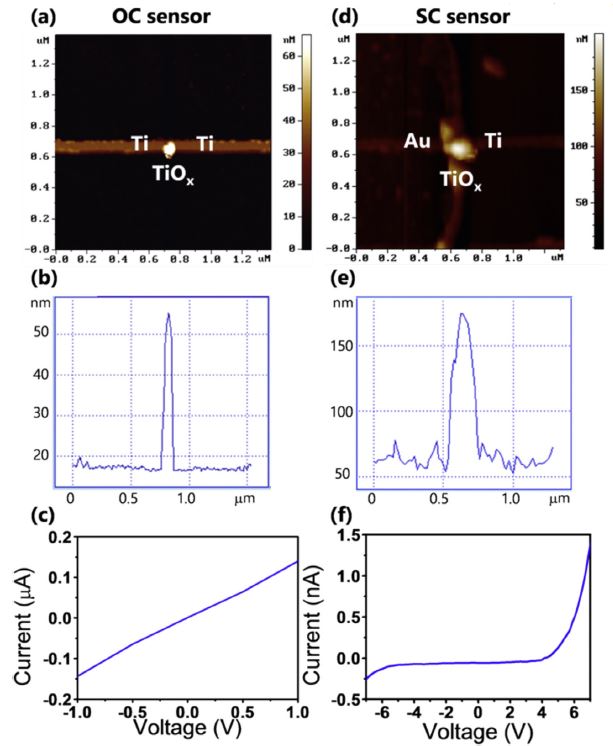 (a) OC sensor
uM
1.2
1.0
0.8
0.6
0.4
0.2
-0.0
-0.0 0.2 0.4 0.6 0.8 1.0 1.2 uM
nM
60
50
40
30
20
10
0
Ti Ti
TiOx
(d) SC sensor
uM
1.2
1.0
0.8
0.6
0.4
0.2
-0.0
-0.0 0.2 0.4 0.6 0.8 1.0 1.2 uM
nM
150
100
50
Au Ti
TiOx
(b)
nm
50
40
30
20
0 0.5 1.0 μm
(e)
nm
150
100
50
0 0.5 1.0 μm
(c)
Current (μA)
0.2
0.1
0.0
-0.1
-0.2
-1.0 -0.5 0.0 0.5 1.0
Voltage (V)
(f)
Current (nA)
1.5
1.0
0.5
0.0
-0.5
-6 -4 -2 0 2 4 6
Voltage (V)